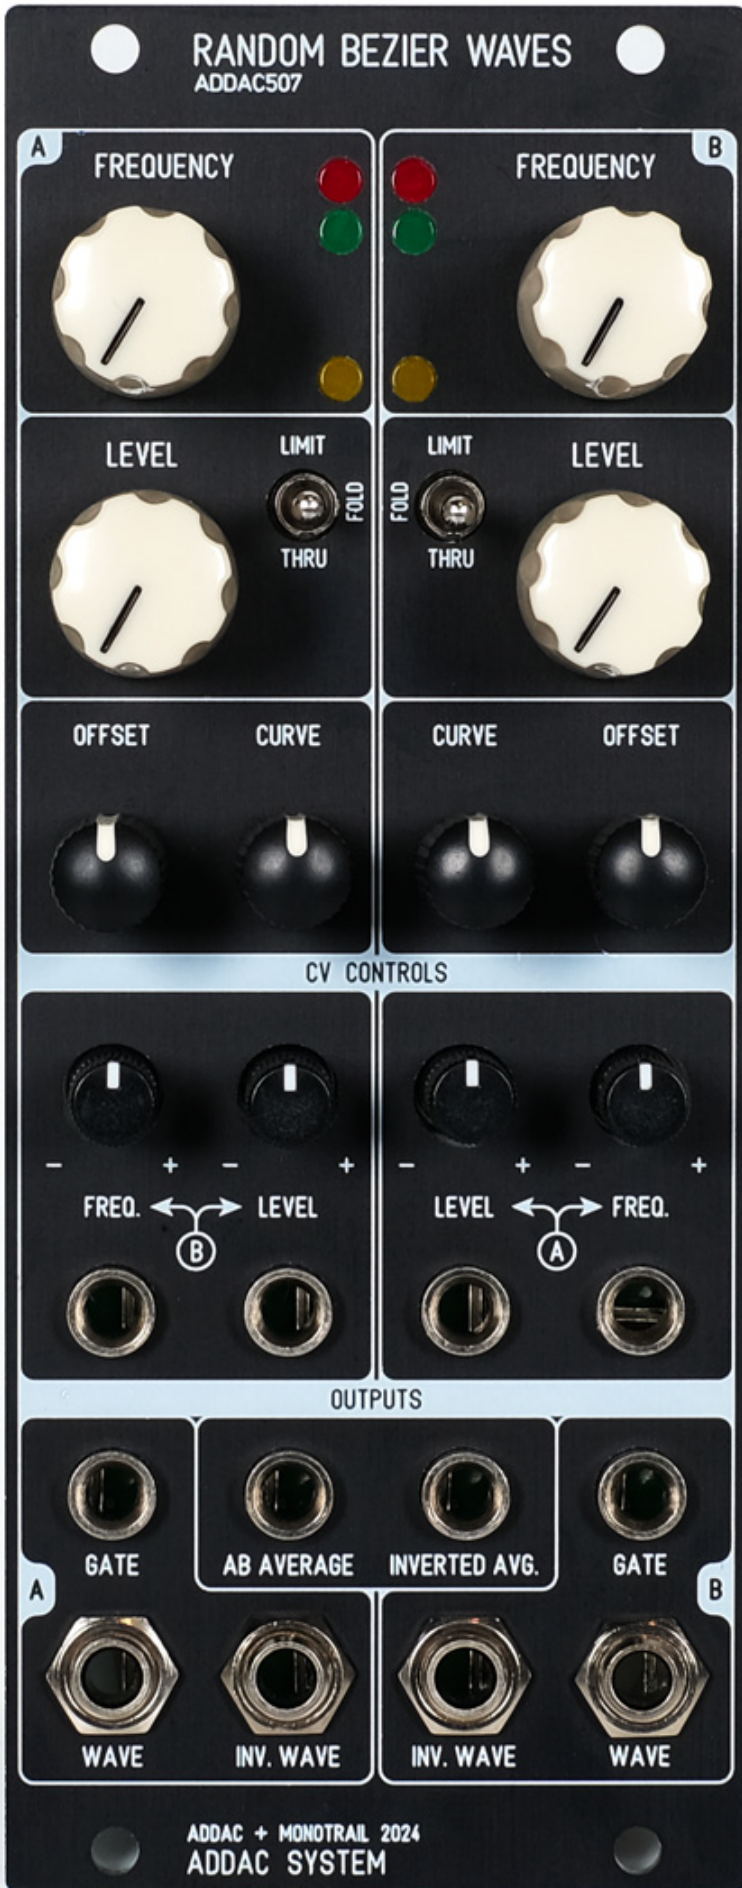 RANDOM BEZIER WAVES
ADDAC507
A
B
FREQUENCY
FREQUENCY
LEVEL
LIMIT
FOLD
THRU
LIMIT
FOLD
THRU
LEVEL
OFFSET CURVE
CURVE OFFSET
CV CONTROLS
- +
- +
- +
- +
FREQ. LEVEL
B
LEVEL FREQ.
A
OUTPUTS
GATE
AB AVERAGE INVERTED AVG.
GATE
A
B
WAVE INV. WAVE
INV. WAVE WAVE
ADDAC + MONOTRAIL 2024
ADDAC SYSTEM